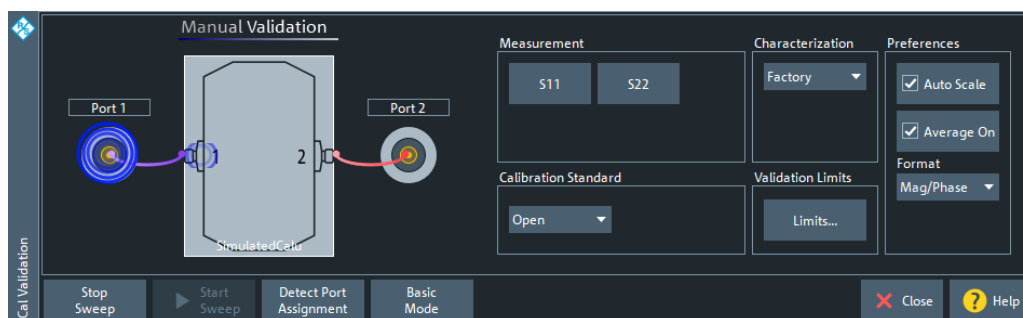 Manual Validation
Port 1
Port 2
1
2
SimulatedCalu
Measurement
S11
S22
Calibration Standard
Open
Characterization
Factory
Validation Limits
Limits...
Preferences
Auto Scale
Average On
Format
Mag/Phase
Cal Validation
Stop
Sweep
Start
Sweep
Detect Port
Assignment
Basic
Mode
Close
? Help